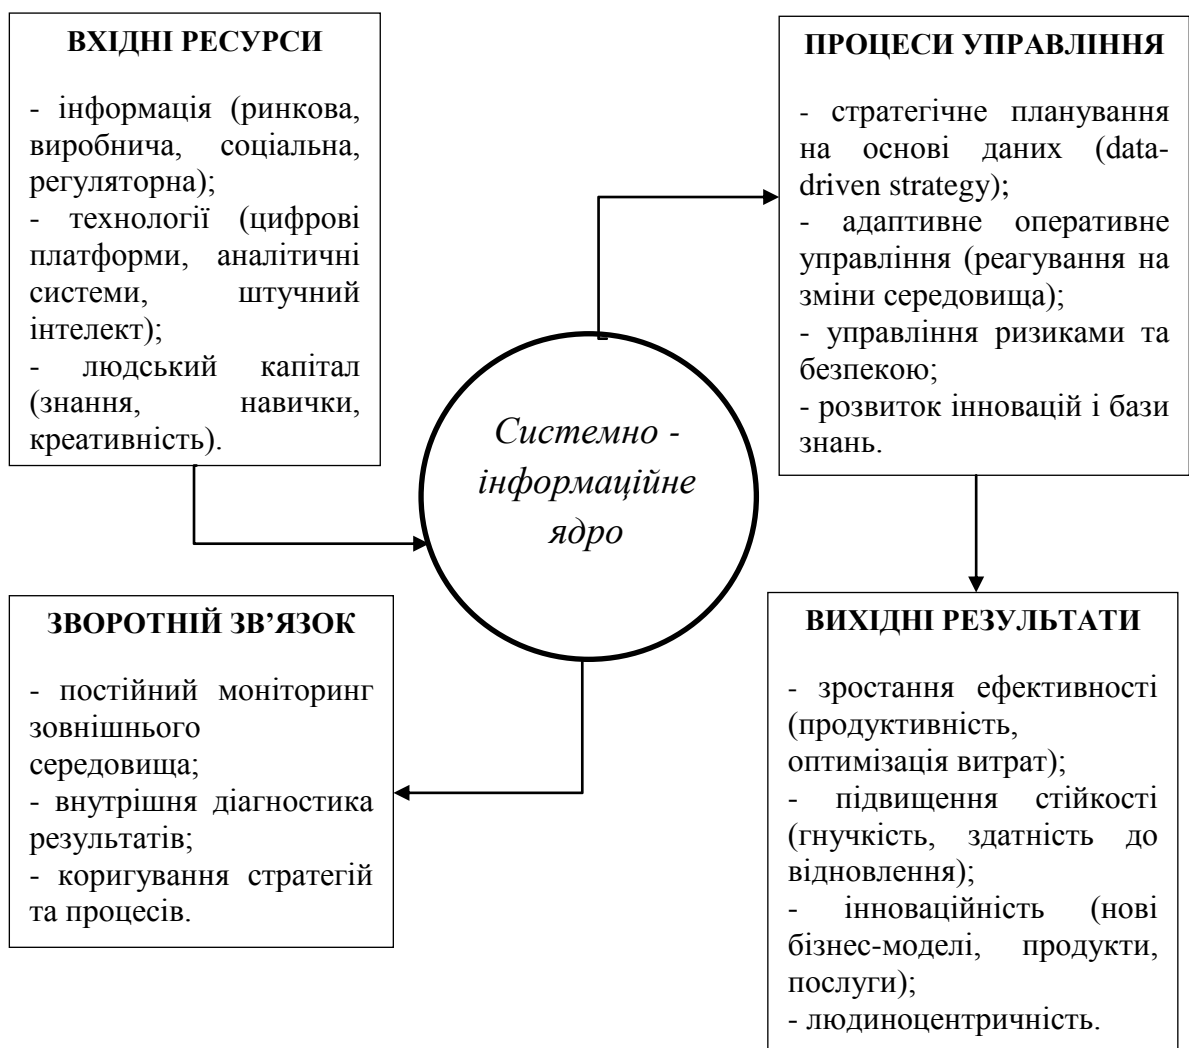 ВХІДНІ РЕСУРСИ
- інформація (ринкова,
виробнича, соціальна,
регуляторна);
- технології (цифрові
платформи, аналітичні
системи, штучний
інтелект);
- людський капітал
(знання, навички,
креативність).
ПРОЦЕСИ УПРАВЛІННЯ
- стратегічне планування
на основі даних (data-
driven strategy);
- адаптивне оперативне
управління (реагування на
зміни середовища);
- управління ризиками та
безпекою;
- розвиток інновацій і бази
знань.
Системно -
інформаційне
ядро
ЗВОРОТНІЙ ЗВ’ЯЗОК
- постійний моніторинг
зовнішнього
середовища;
- внутрішня діагностика
результатів;
- коригування стратегій
та процесів.
ВИХІДНІ РЕЗУЛЬТАТИ
- зростання ефективності
(продуктивність,
оптимізація витрат);
- підвищення стійкості
(гнучкість, здатність до
відновлення);
- інноваційність (нові
бізнес-моделі, продукти,
послуги);
- людиноцентричність.